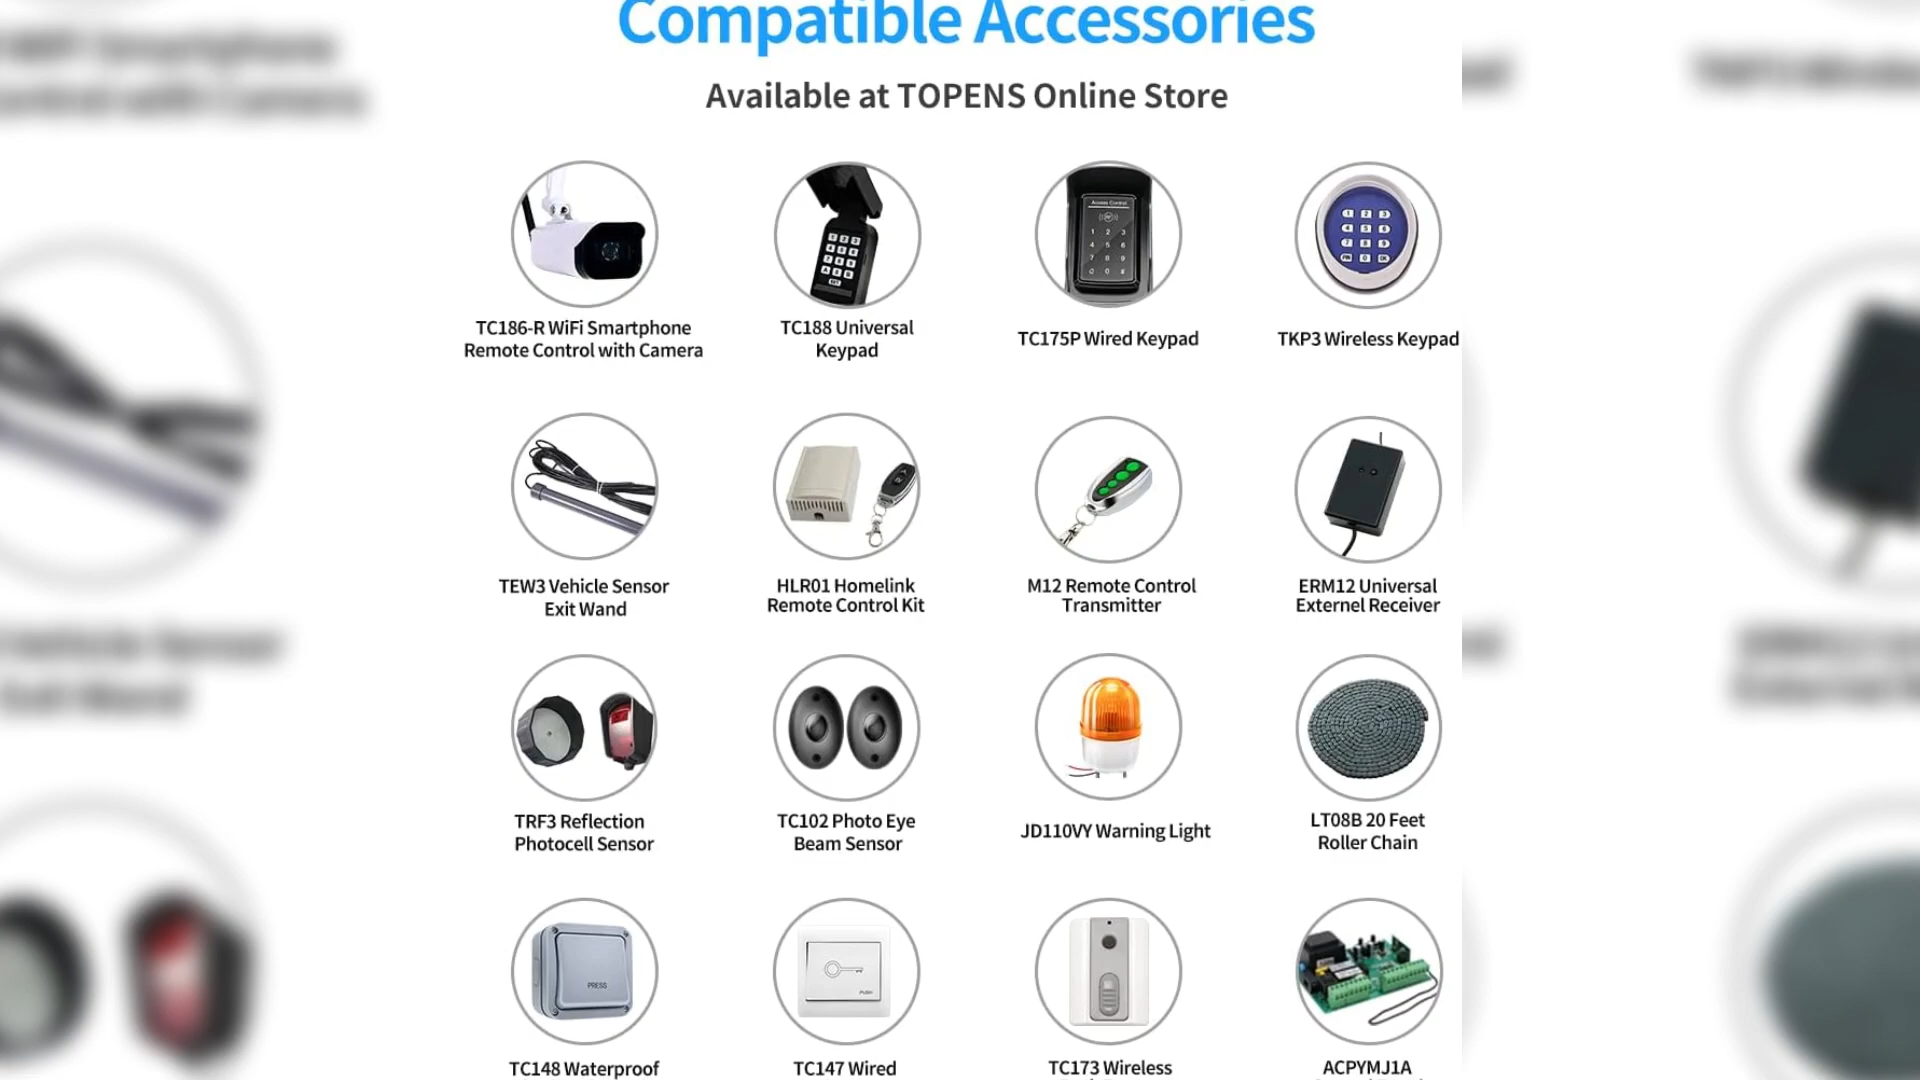 Compatible Accessories
Available at TOPENS Online Store
TC186-R WiFi Smartphone
Remote Control with Camera
TC188 Universal
Keypad
TC175P Wired Keypad
TKP3 Wireless Keypad
TEW3 Vehicle Sensor
Exit Wand
HLR01 Homelink
Remote Control Kit
M12 Remote Control
Transmitter
ERM12 Universal
Externel Receiver
TRF3 Reflection
Photocell Sensor
TC102 Photo Eye
Beam Sensor
JD110VY Warning Light
LT08B 20 Feet
Roller Chain
PRESS
PUSH
TC148 Waterproof
TC147 Wired
TC173 Wireless
ACPYMJ1A